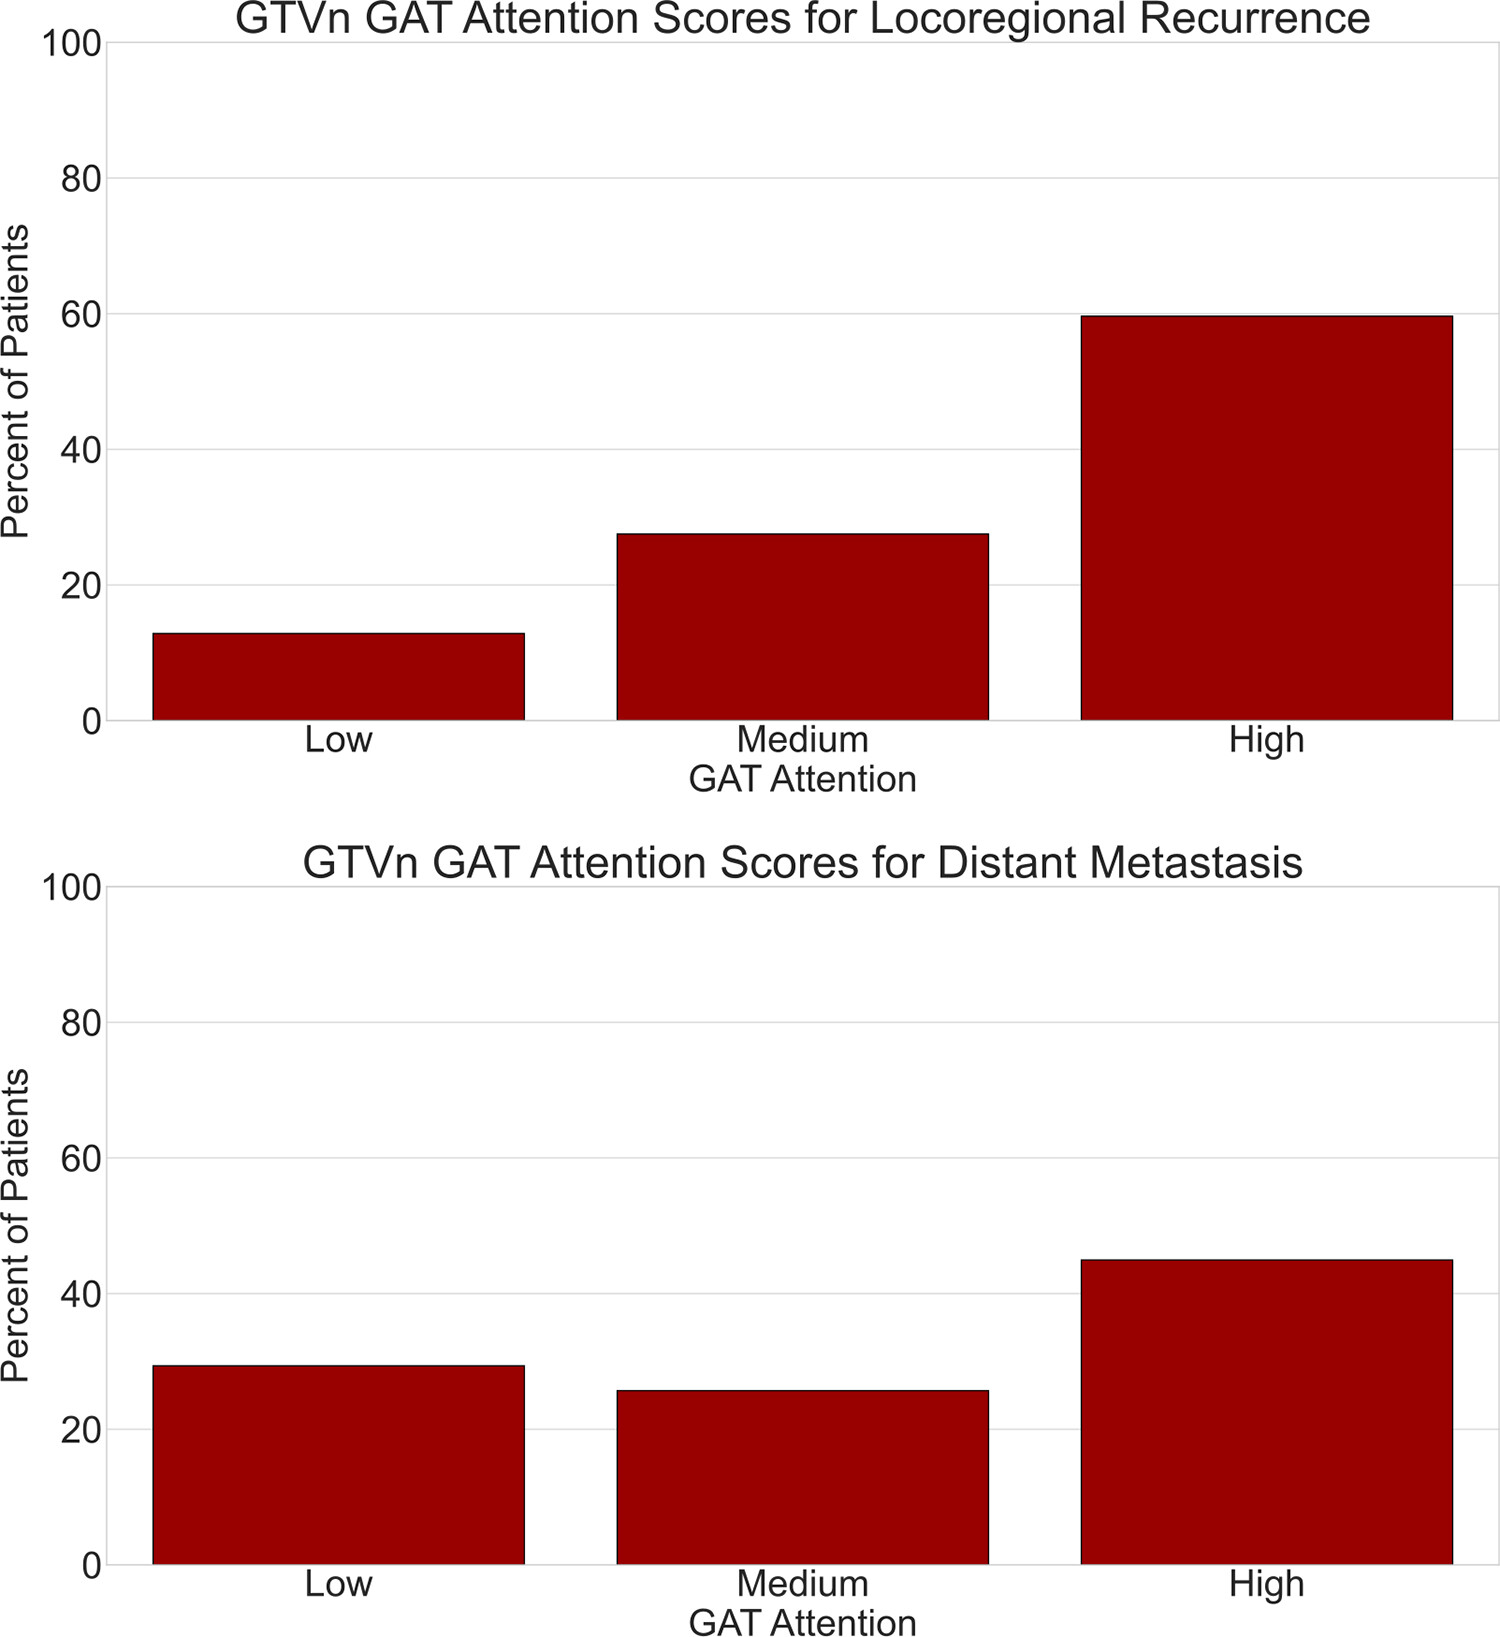 GTVn GAT Attention Scores for Locoregional Recurrence
100
80
60
40
20
0
Percent of Patients
Low Medium High
GAT Attention
GTVn GAT Attention Scores for Distant Metastasis
100
80
60
40
20
0
Percent of Patients
Low Medium High
GAT Attention